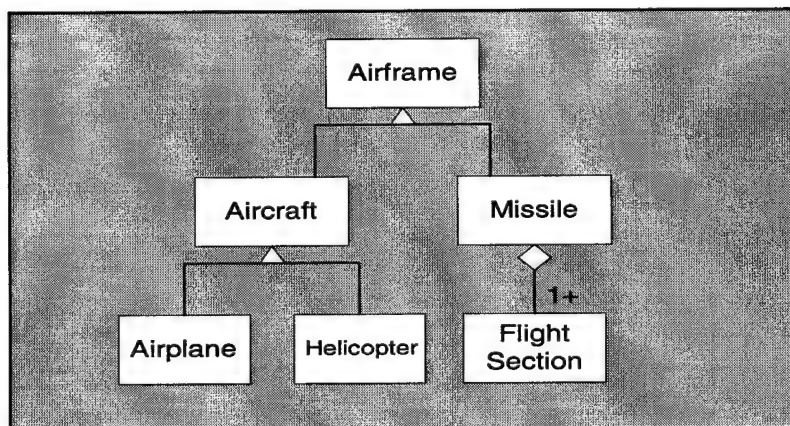 Airframe
Aircraft
Missile
1+
Airplane
Helicopter
Flight
Section